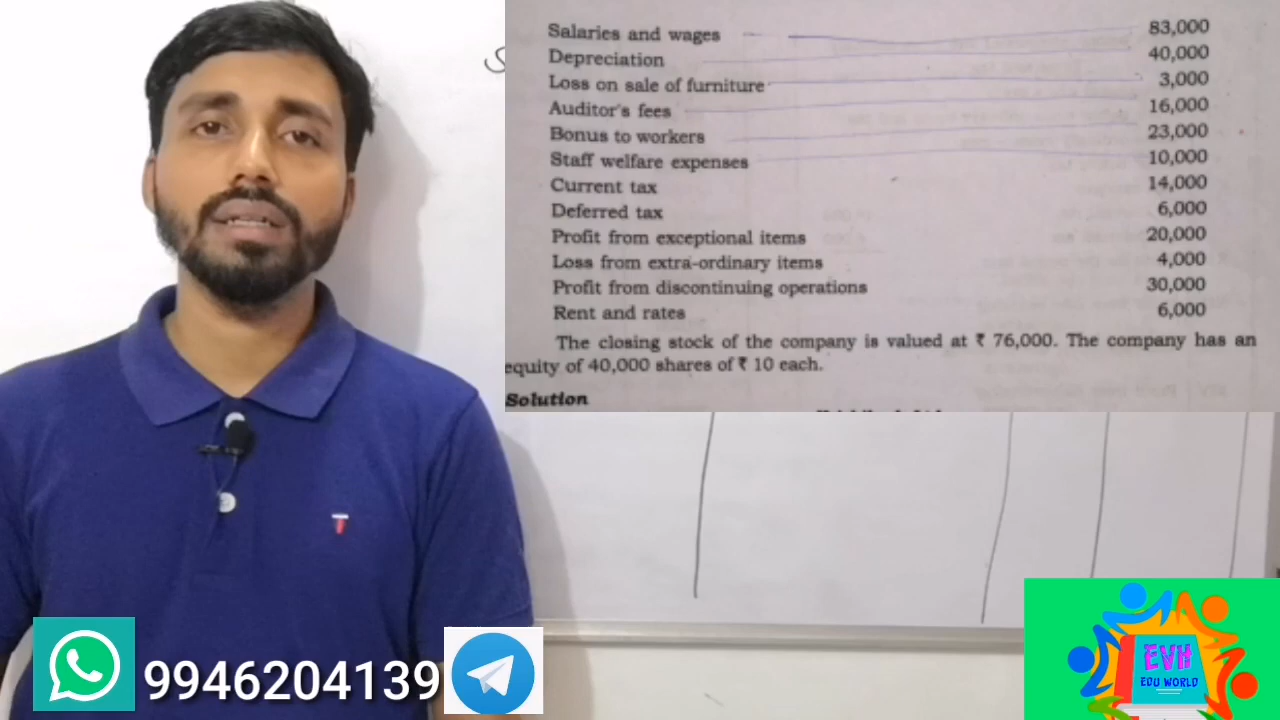 Salaries and wages 83,000
Depreciation 40,000
Loss on sale of furniture 3,000
Auditor's fees 16,000
Bonus to workers 23,000
Staff welfare expenses 10,000
Current tax 14,000
Deferred tax 6,000
Profit from exceptional items 20,000
Loss from extra-ordinary items 4,000
Profit from discontinuing operations 30,000
Rent and rates 6,000
The closing stock of the company is valued at ₹ 76,000. The company has an
equity of 40,000 shares of ₹ 10 each.
Solution
9946204139
EVH
EDU WORLD